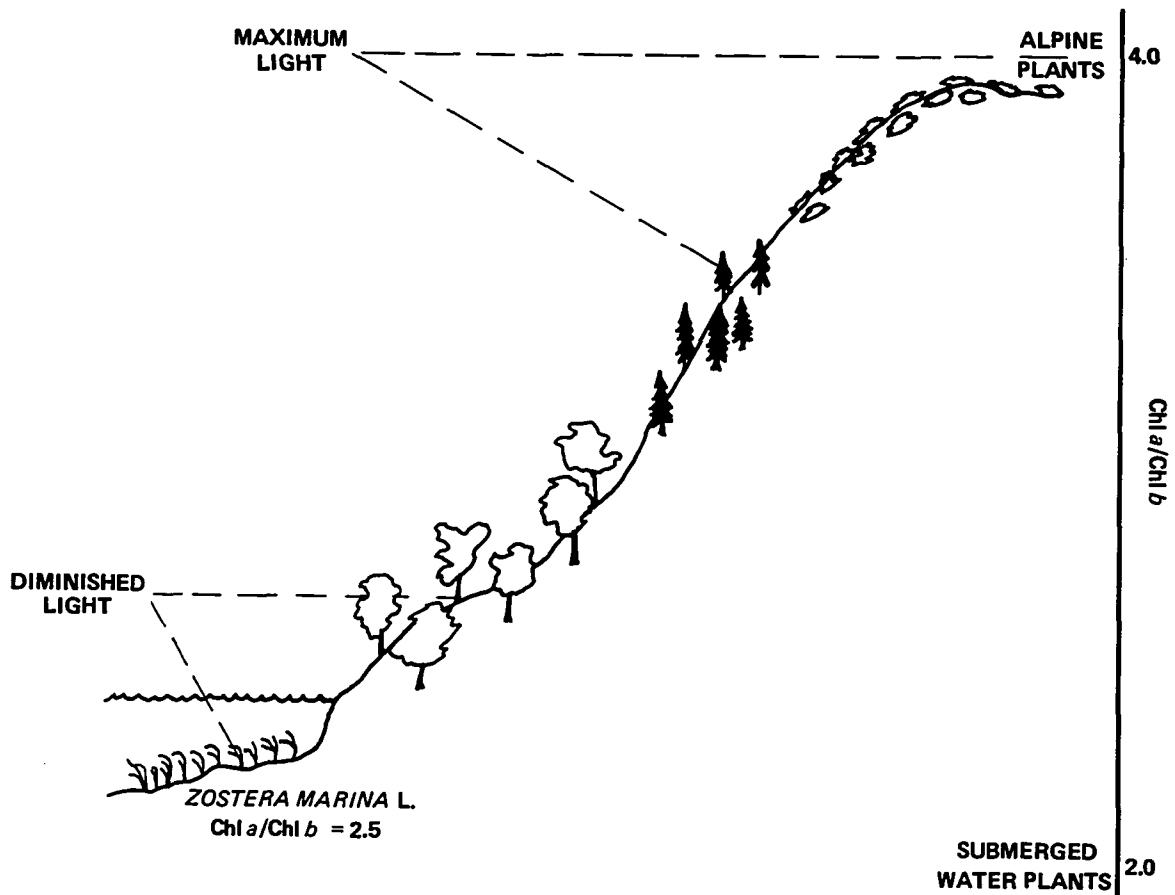 MAXIMUM
LIGHT
ALPINE
PLANTS
4.0
Chl a/Chl b
DIMINISHED
LIGHT
ZOSTERA MARINA L.
Chl a/Chl b = 2.5
SUBMERGED
WATER PLANTS
2.0